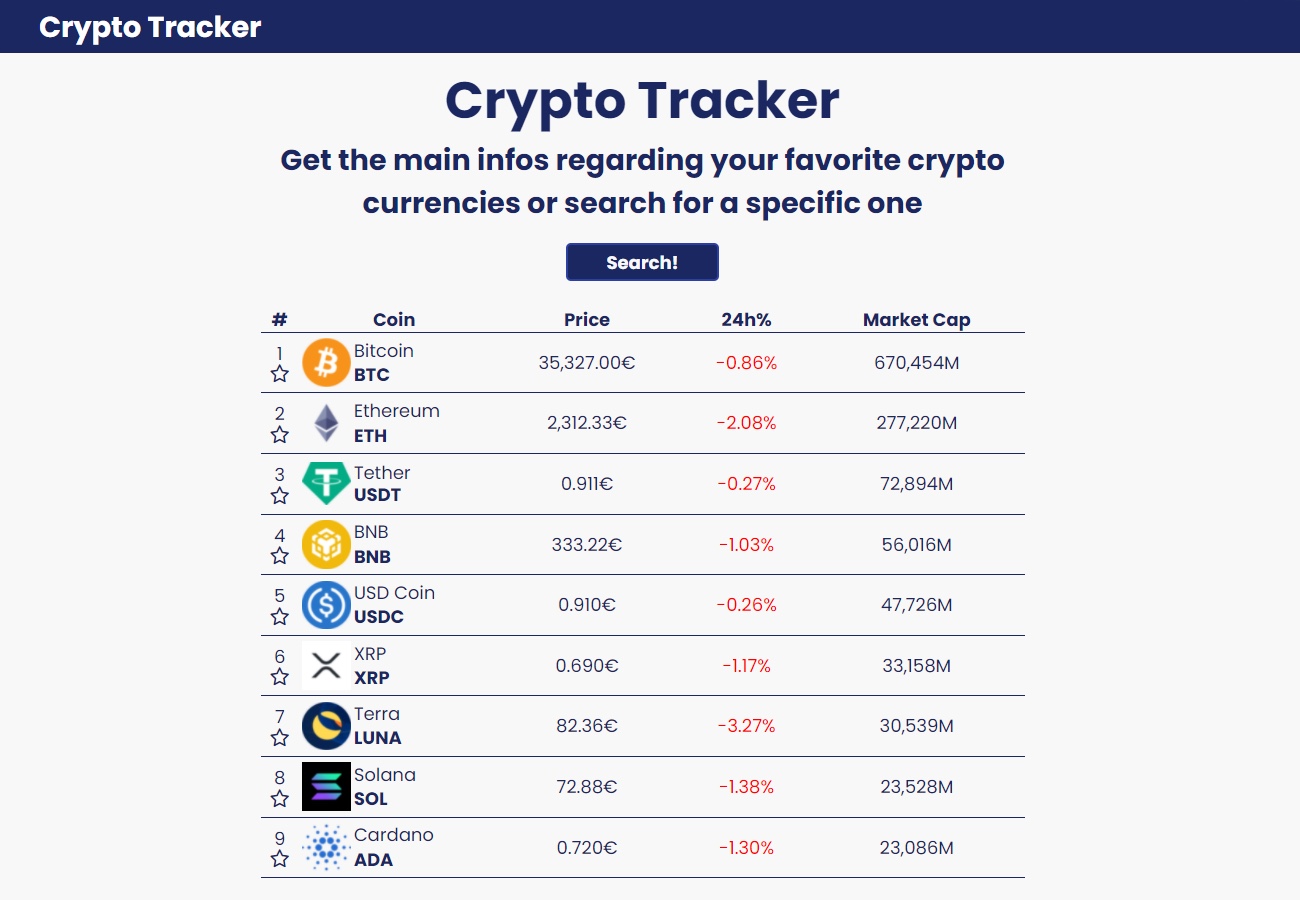 Crypto Tracker
Crypto Tracker
Get the main infos regarding your favorite crypto
currencies or search for a specific one
Search!
# Coin Price 24h% Market Cap
1 Bitcoin BTC 35,327.00€ -0.86% 670,454M
2 Ethereum ETH 2,312.33€ -2.08% 277,220M
3 Tether USDT 0.911€ -0.27% 72,894M
4 BNB BNB 333.22€ -1.03% 56,016M
5 USD Coin USDC 0.910€ -0.26% 47,726M
6 XRP XRP 0.690€ -1.17% 33,158M
7 Terra LUNA 82.36€ -3.27% 30,539M
8 Solana SOL 72.88€ -1.38% 23,528M
9 Cardano ADA 0.720€ -1.30% 23,086M